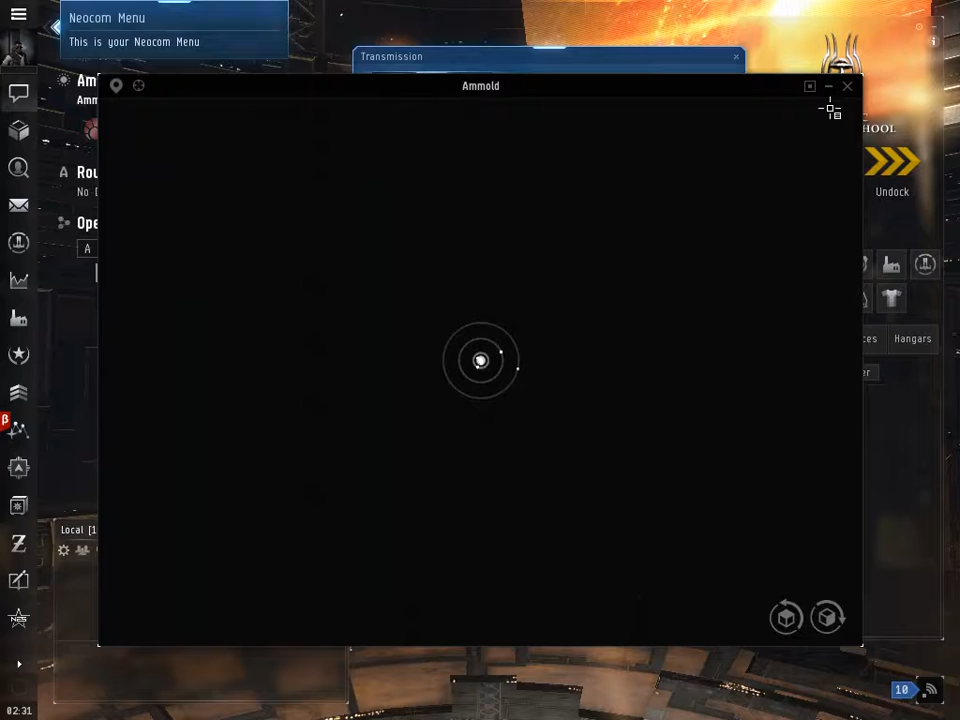 Neocom Menu
This is your Neocom Menu
Transmission
Ammold
Am
Amm
HOOL
Undock
A Rou
No [
Ope
A
ces
Hangars
er
β
Local [1
Z
NES
10
02:31